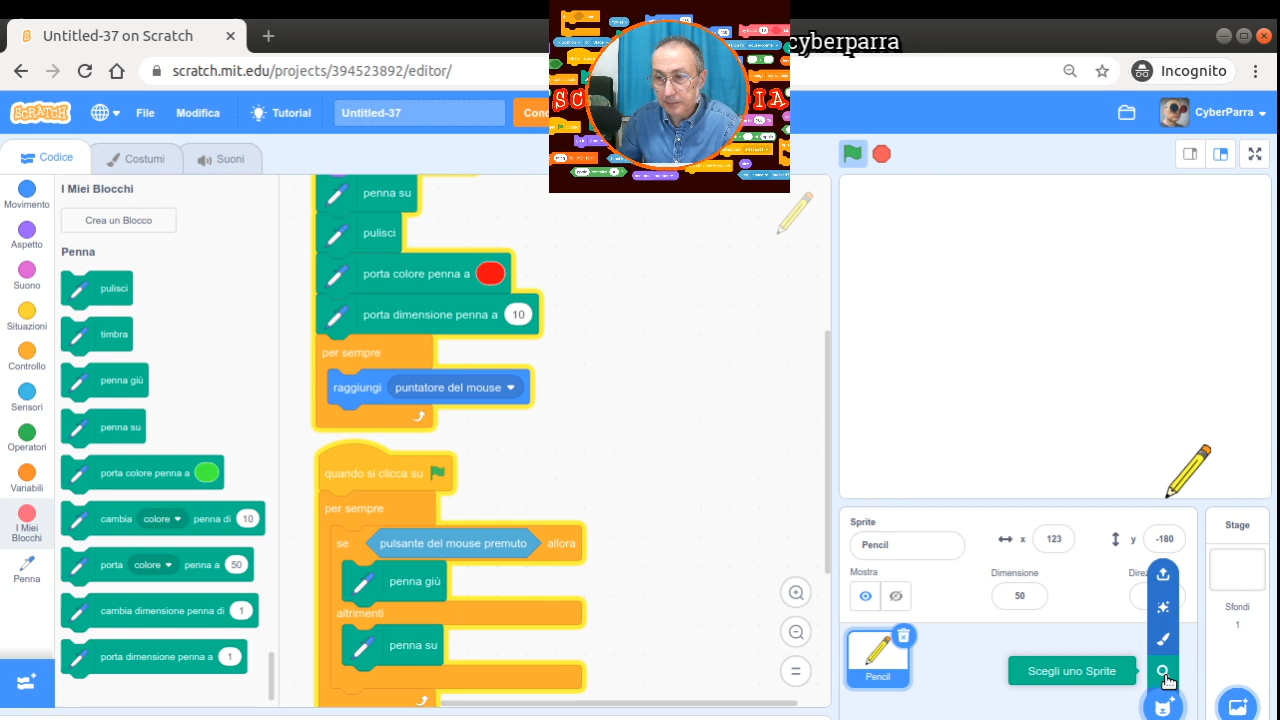 Untitled-37 on Scratch
scratch.mit.edu/projects/394523892/editor/
cyberparra
Incognito
SCRATCH
File
Modifica
Tutorial
Untitled-37
Codice
Costumi
Suoni
Movimento
Aspetto
Suono
Situazioni
Controllo
Sensori
Operatori
Variabili
I Miei
Blocchi
Penna
I Miei Blocchi
Crea un Blocco
Penna
pulisci
timbra
penna giù
penna su
porta colore penna a
cambia colore penna di 10
porta colore penna a 50
cambia dimensione penna di 1
porta dimensione penna a 1
penna su
pulisci
porta colore penna a
porta dimensione penna a 10
per sempre
raggiungi puntatore del mouse
quando si clicca su
per sempre
se pulsante del mouse premuto allora
penna giù
altrimenti
penna su
Sprite
Pencil
x 123
y -180
Mostra
Dimensione
50
Pencil
Scegli uno Sprite
Stage
Sfondi
1